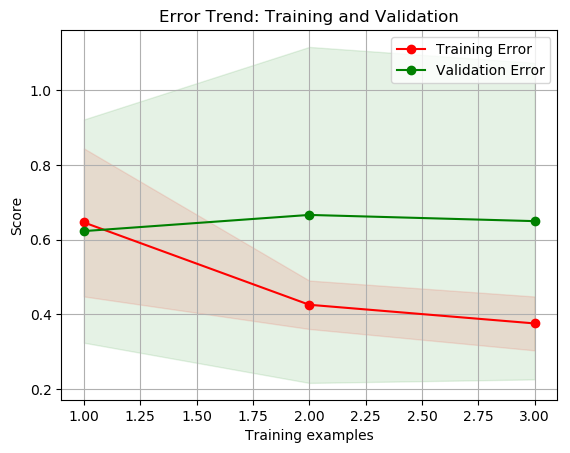 Error Trend: Training and Validation
Training Error
Validation Error
1.0
0.8
0.6
0.4
0.2
Score
1.00 1.25 1.50 1.75 2.00 2.25 2.50 2.75 3.00
Training examples